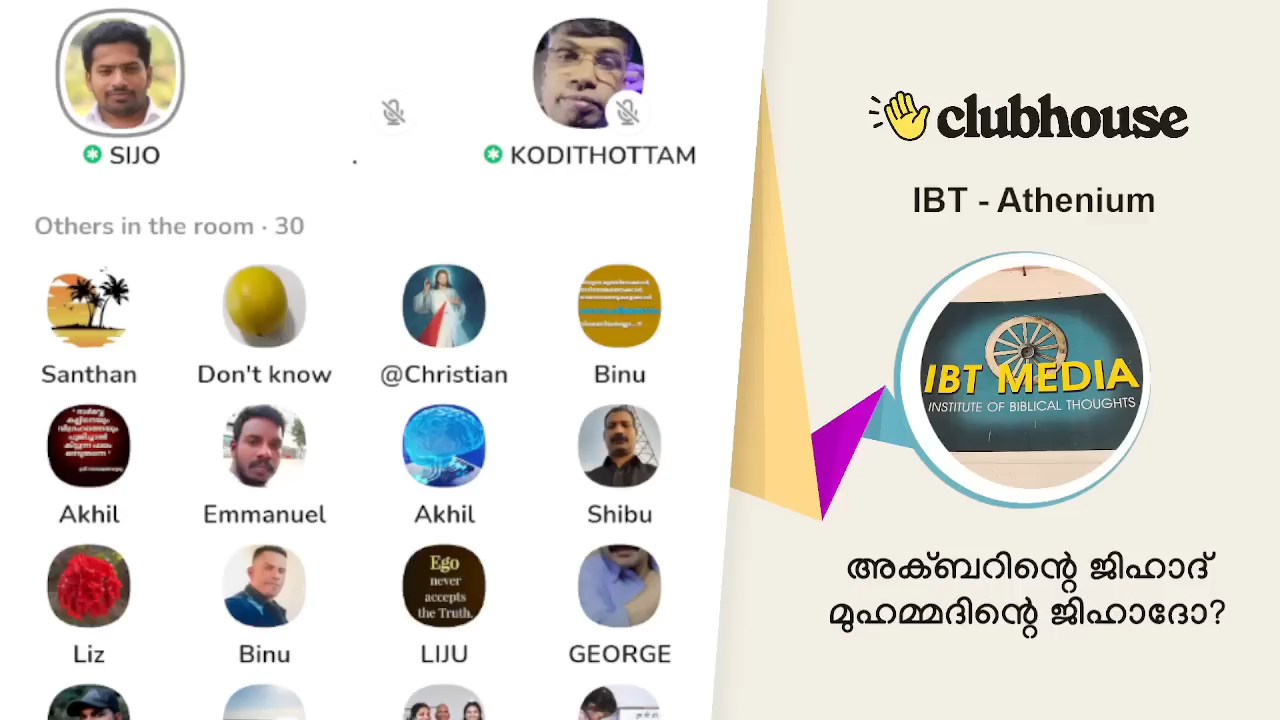 SIJO
.
KODITHOTTAM
Others in the room · 30
Santhan
Don't know
@Christian
Binu
Akhil
Emmanuel
Akhil
Shibu
Ego
never
accepts
the Truth.
Liz
Binu
LIJU
GEORGE
clubhouse
IBT - Athenium
IBT MEDIA
INSTITUTE OF BIBLICAL THOUGHTS
അക്ബറിന്റെ ജിഹാദ്
മുഹമ്മദിന്റെ ജിഹാദോ?